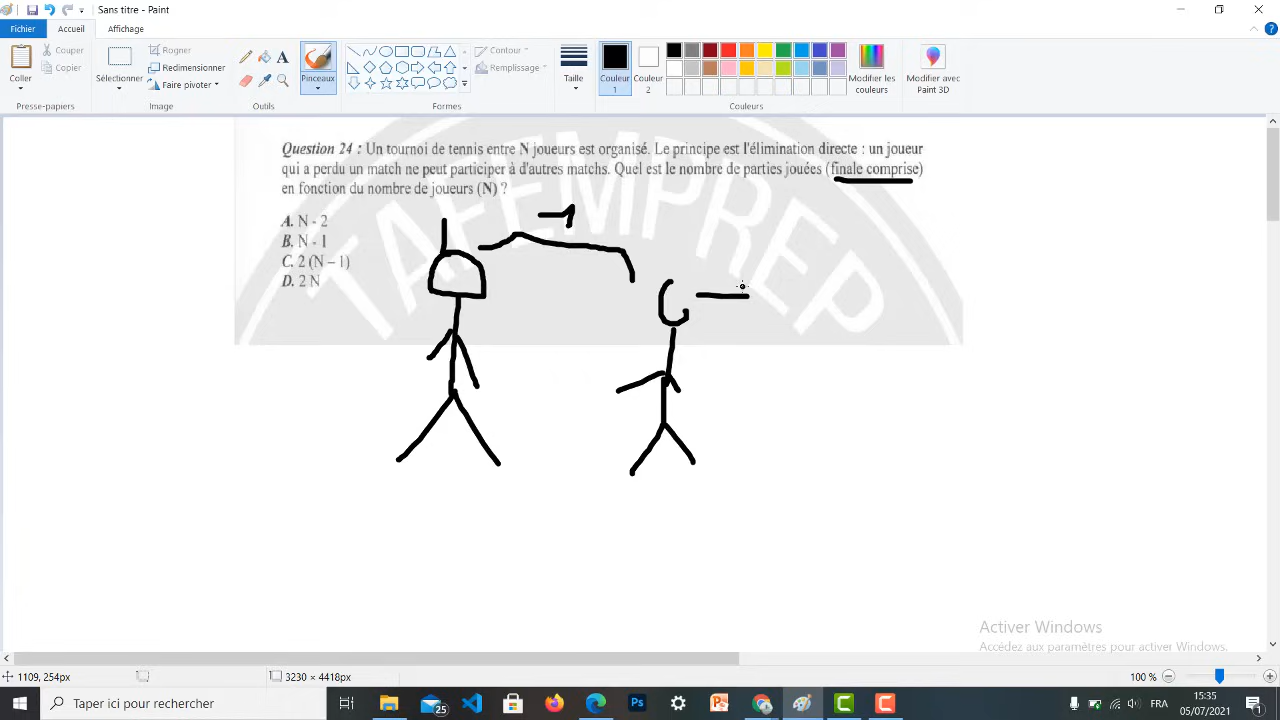 Sans titre - Paint
Fichier
Accueil
Affichage
Coller
Couper
Copier
Presse-papiers
Sélectionner
Rogner
Redimensionner
Faire pivoter
Image
Outils
Pinceaux
Formes
Contour
Remplissage
Taille
Couleur 1
Couleur 2
Couleurs
Modifier les couleurs
Modifier avec Paint 3D
Question 24 : Un tournoi de tennis entre N joueurs est organisé. Le principe est l'élimination directe : un joueur
qui a perdu un match ne peut participer à d'autres matchs. Quel est le nombre de parties jouées (finale comprise)
en fonction du nombre de joueurs (N) ?
A. N - 2
B. N - 1
C. 2 (N – 1)
D. 2 N
-1
TAFEMPREP
Activer Windows
Accédez aux paramètres pour activer Windows.
1109, 254px
3230 × 4418px
100 %
Taper ici pour rechercher
25
FRA
15:35
05/07/2021
1